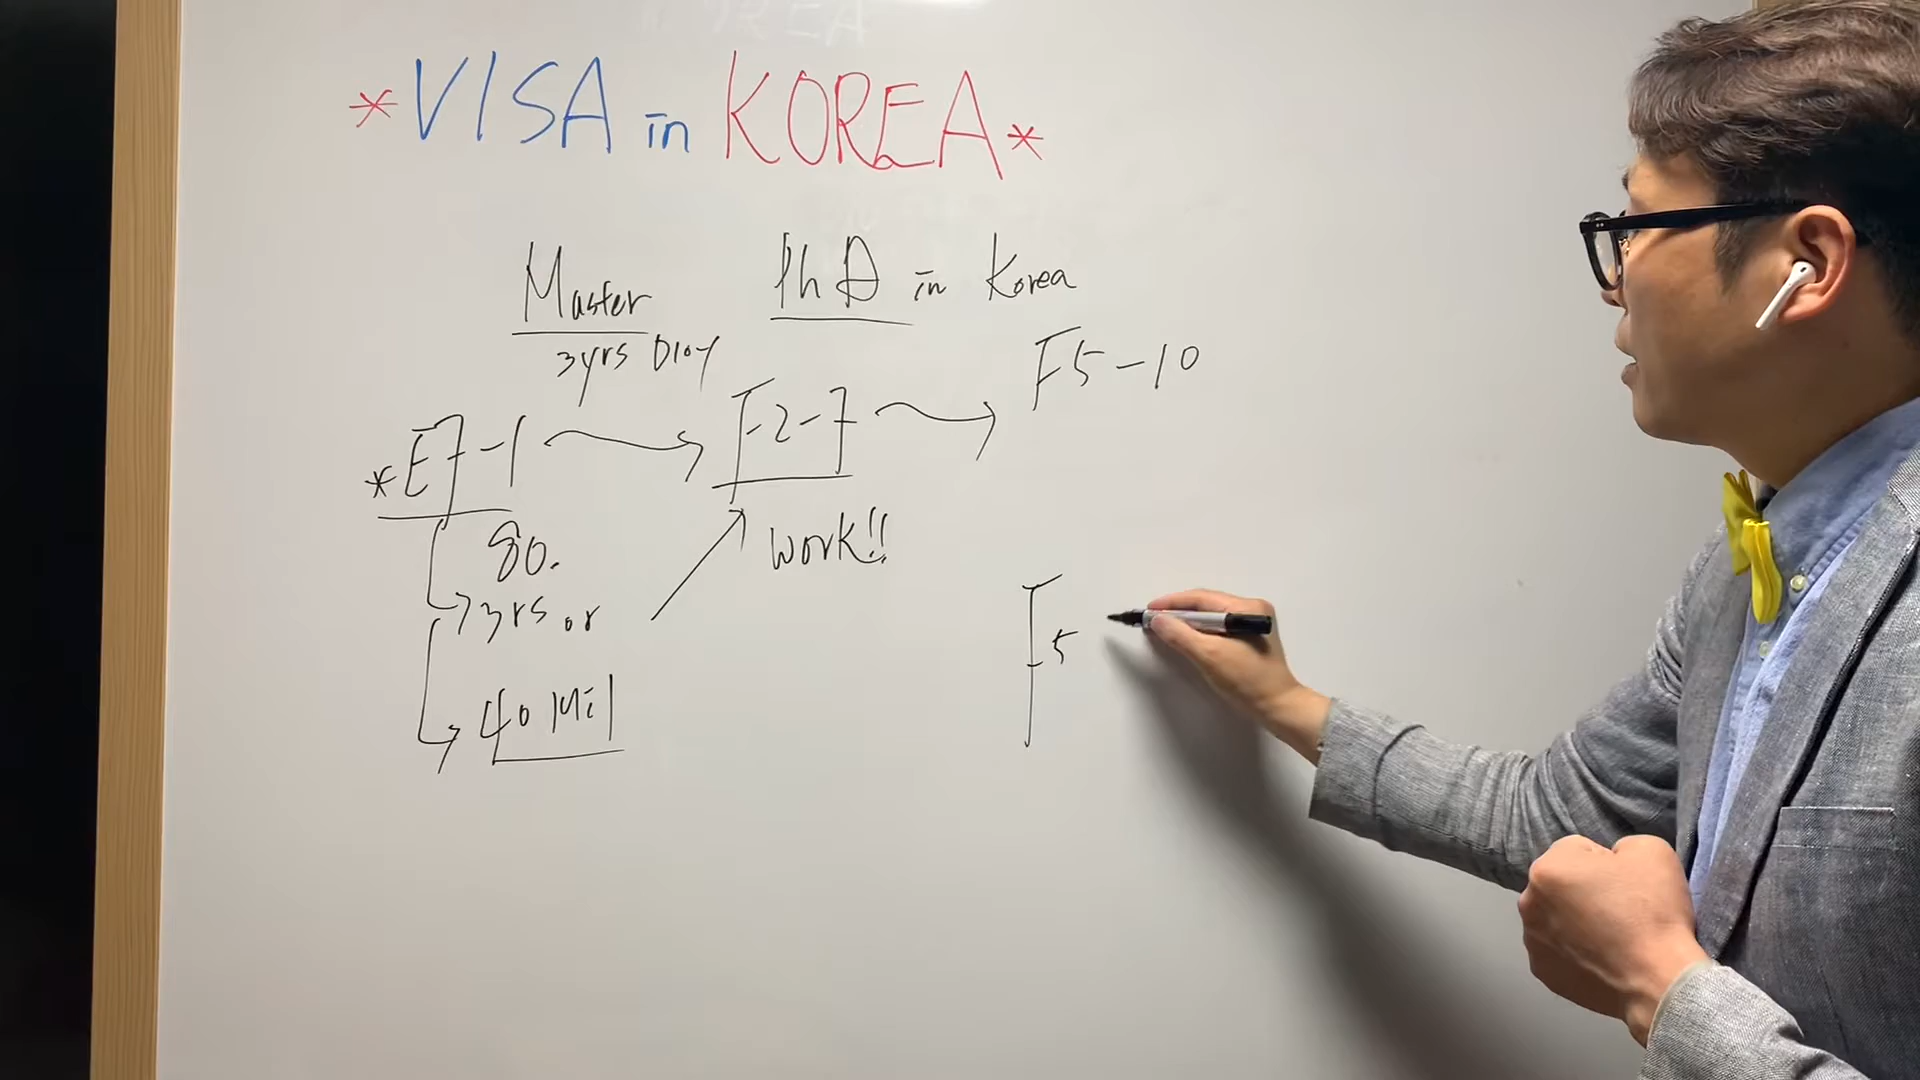 *VISA in KOREA*
Master PhD in Korea
3yrs D10-1
*E7-1 F-2-7 F5-10
80. work!!
3rs or
40 Mil
F5